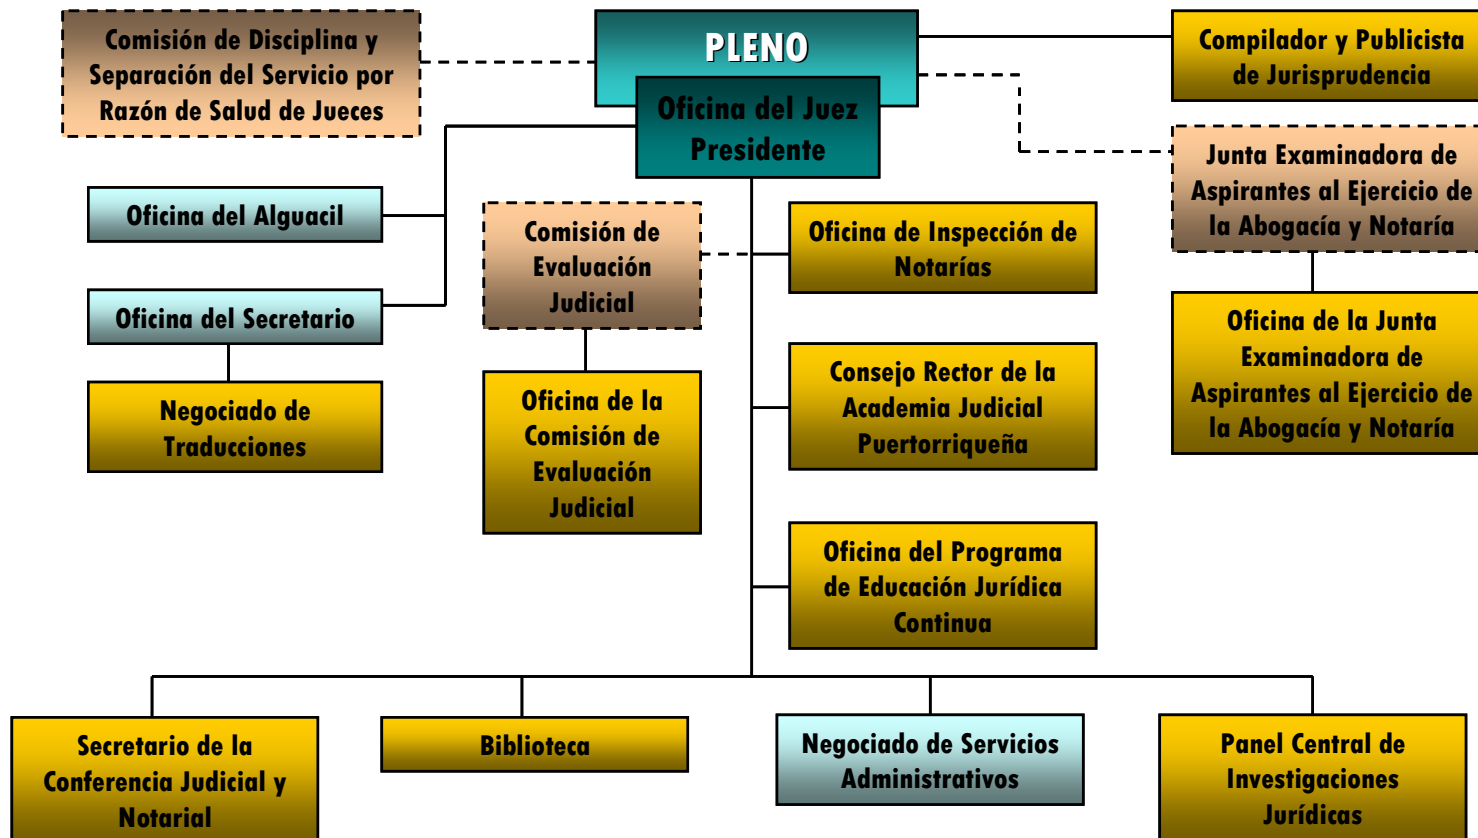 Comisión de Disciplina y
Separación del Servicio por
Razón de Salud de Jueces
PLENO
Oficina del Juez
Presidente
Compilador y Publicista
de Jurisprudencia
Junta Examinadora de
Aspirantes al Ejercicio de
la Abogacía y Notaría
Oficina del Alguacil
Comisión de
Evaluación
Judicial
Oficina de Inspección de
Notarías
Oficina del Secretario
Oficina de la Junta
Examinadora de
Aspirantes al Ejercicio de
la Abogacía y Notaría
Negociado de
Traducciones
Oficina de la
Comisión de
Evaluación
Judicial
Consejo Rector de la
Academia Judicial
Puertorriqueña
Oficina del Programa
de Educación Jurídica
Continua
Secretario de la
Conferencia Judicial y
Notarial
Biblioteca
Negociado de Servicios
Administrativos
Panel Central de
Investigaciones
Jurídicas